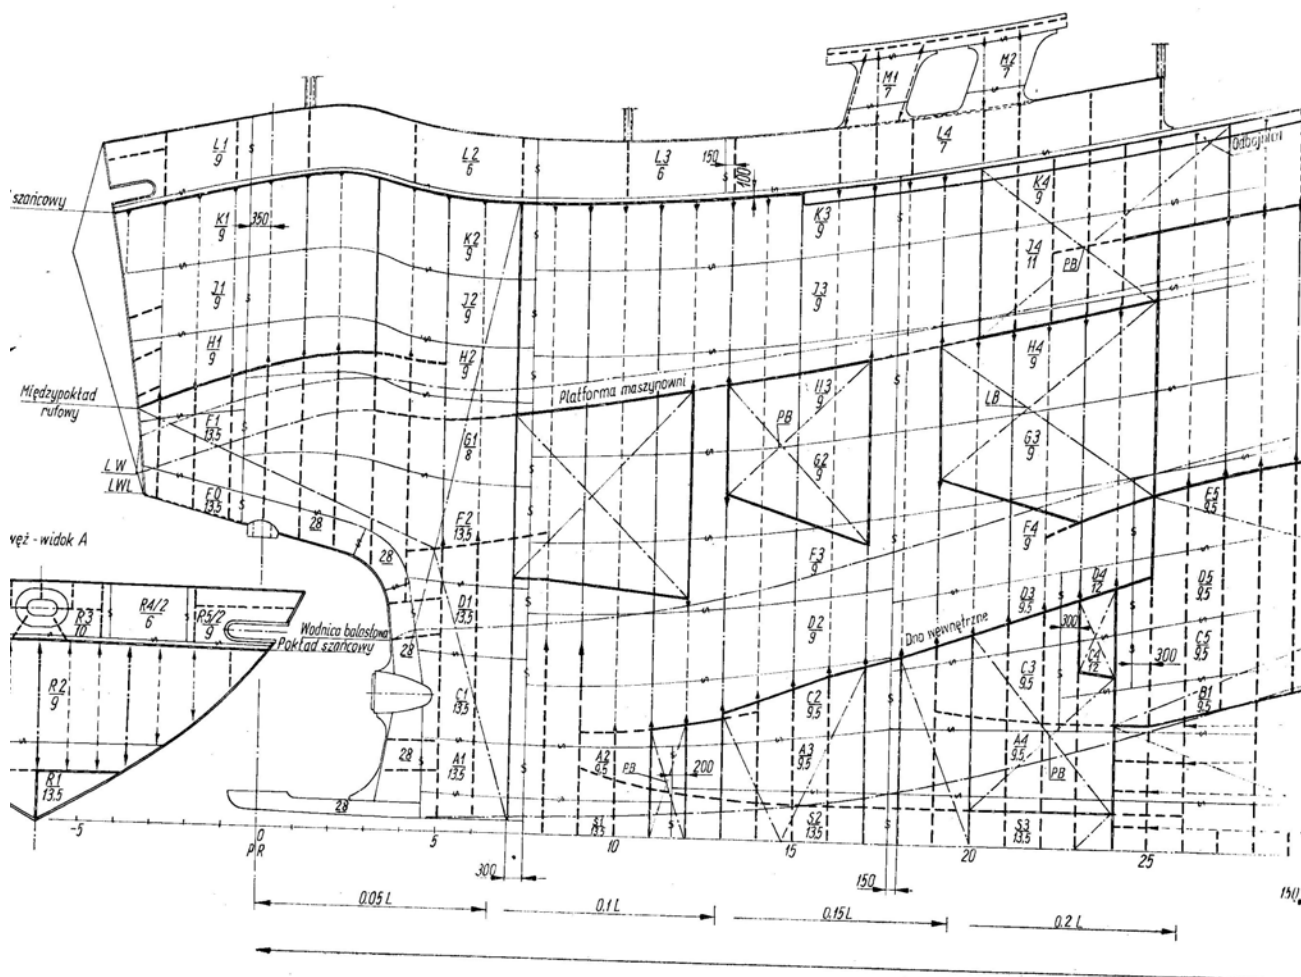 M1
7
M2
7
L1
9
L2
6
L3
6
150
100
L4
7
Odbojnica
szańcowy
K1
9
350
K2
9
K3
9
K4
9
J1
9
J2
9
J3
9
J4
11
PB
H1
9
H2
9
H3
9
H4
9
Międzypokład
rufowy
Platforma maszynowni
PB
LB
F1
13,5
G1
8
G2
9
G3
9
LW
LWL
F0
13,5
28
F2
13,5
F3
9
F4
9
E5
9,5
węż - widok A
28
R3
10
R4/2
6
R5/2
9
Wodnica balastowa
Pokład szańcowy
28
D1
13,5
D2
9
Dno wewnętrzne
D3
9,5
D4
12
D5
9,5
300
R2
9
C1
13,5
C2
9,5
C3
9,5
C4
12
300
C5
9,5
B1
9,5
R1
13,5
28
A1
13,5
A2
9,5
PB
200
A3
9,5
A4
9,5
PB
28
S1
13,5
S2
13,5
S3
13,5
-5
0
5
10
15
20
25
PR
300
150
150
0.05 L
0.1 L
0.15 L
0.2 L